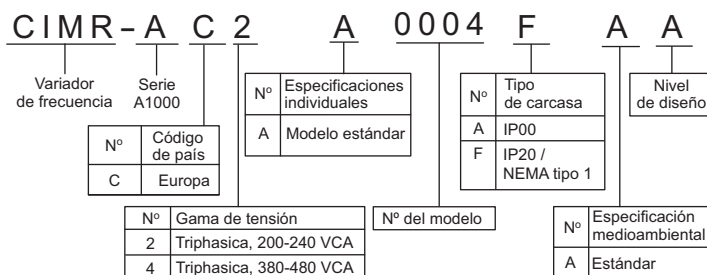 CIMR-AC2A0004FAA
Variador
de frecuencia
Serie
A1000
Nº Código
de país
C Europa
Nº Gama de tensión
2 Triphasica, 200-240 VCA
4 Triphasica, 380-480 VCA
Nº Especificaciones
individuales
A Modelo estándar
Nº del modelo
Nº Tipo
de carcasa
A IP00
F IP20 /
NEMA tipo 1
Nº Especificación
medioambiental
A Estándar
Nivel
de diseño